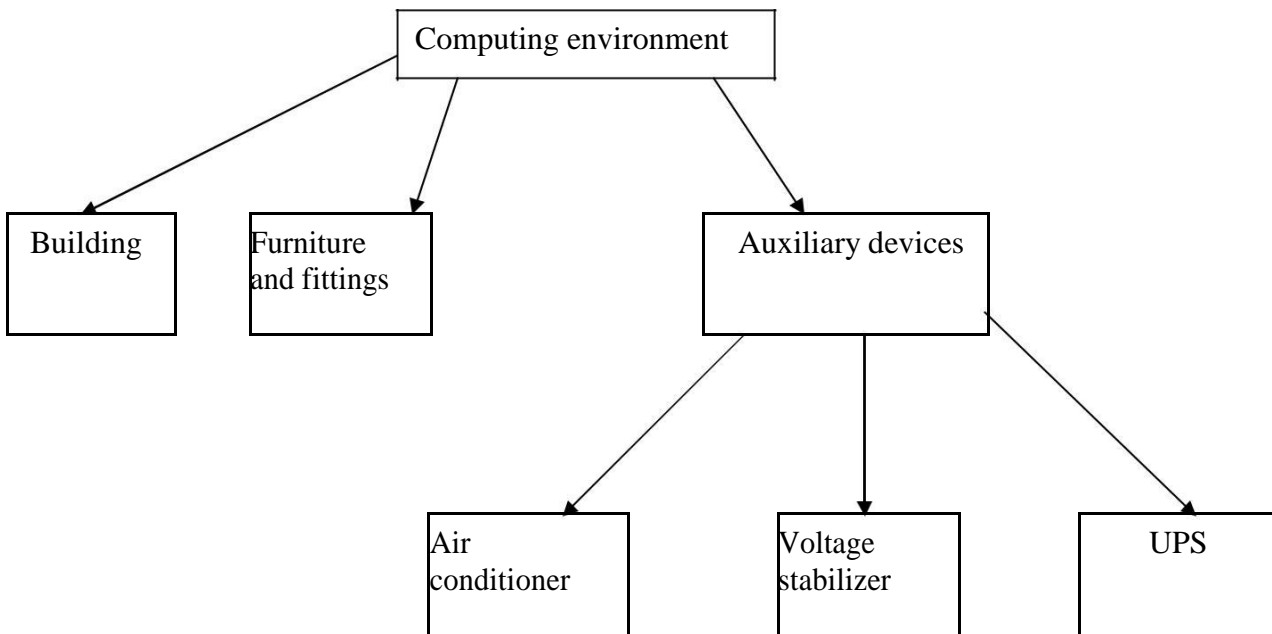 Computing environment
Building
Furniture
and fittings
Auxiliary devices
Air
conditioner
Voltage
stabilizer
UPS